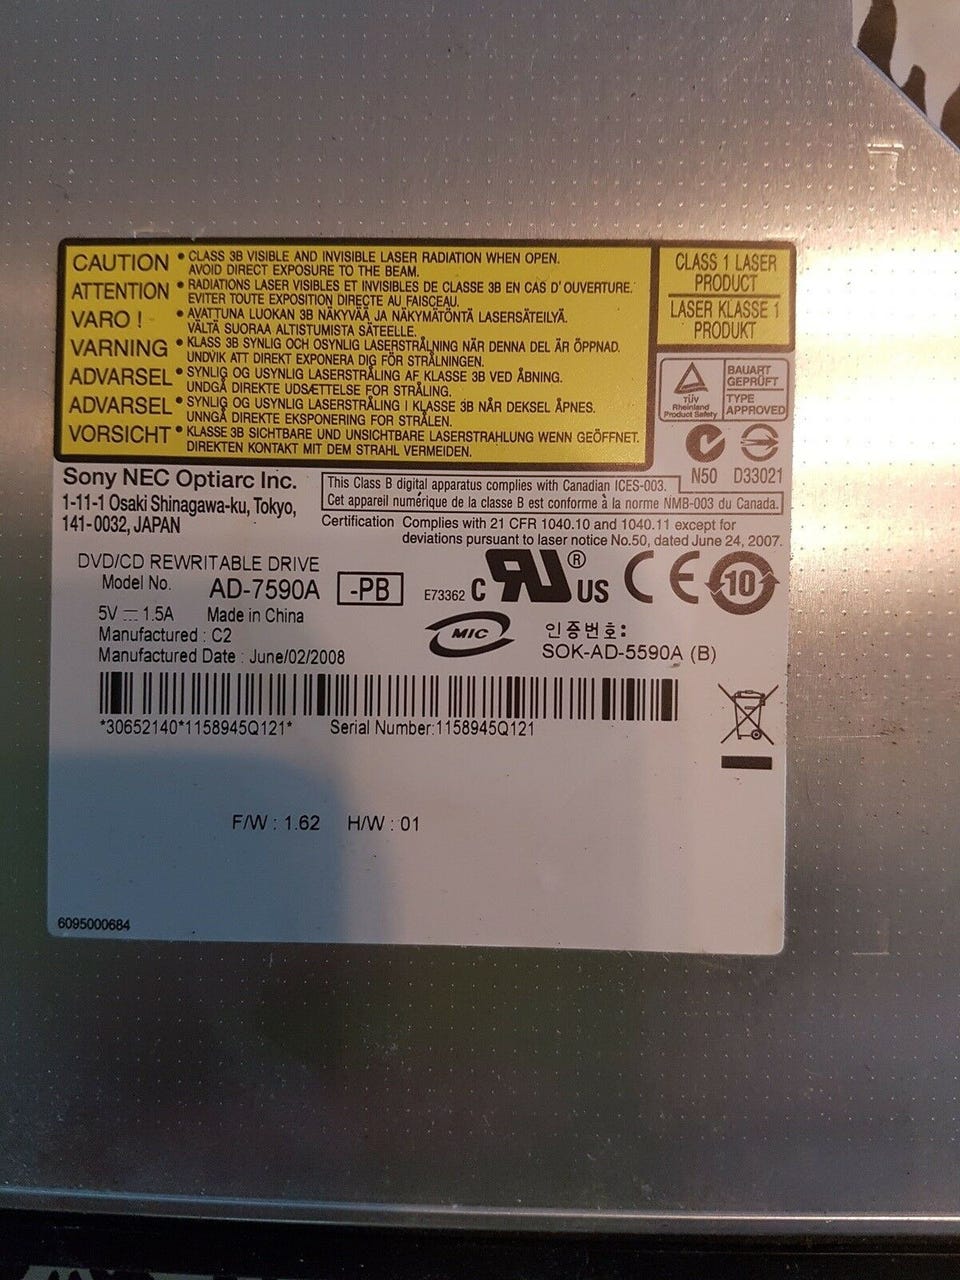 CAUTION • CLASS 3B VISIBLE AND INVISIBLE LASER RADIATION WHEN OPEN.
AVOID DIRECT EXPOSURE TO THE BEAM.
ATTENTION • RADIATIONS LASER VISIBLES ET INVISIBLES DE CLASSE 3B EN CAS D'OUVERTURE.
EVITER TOUTE EXPOSITION DIRECTE AU FAISCEAU.
VARO ! • AVATTUNA LUOKAN 3B NÄKYVÄÄ JA NÄKYMÄTÖNTÄ LASERSÄTEILYÄ.
VÄLTÄ SUORAA ALTISTUMISTA SÄTEELLE.
VARNING • KLASS 3B SYNLIG OCH OSYNLIG LASERSTRÅLNING NÄR DENNA DEL ÄR ÖPPNAD.
UNDVIK ATT DIREKT EXPONERA DIG FÖR STRÅLNINGEN.
ADVARSEL • SYNLIG OG USYNLIG LASERSTRÅLING AF KLASSE 3B VED ÅBNING.
UNDGÅ DIREKTE UDSÆTTELSE FOR STRÅLING.
ADVARSEL • SYNLIG OG USYNLIG LASERSTRÅLING I KLASSE 3B NÅR DEKSEL ÅPNES.
UNNGÅ DIREKTE EKSPONERING FOR STRÅLEN.
VORSICHT • KLASSE 3B SICHTBARE UND UNSICHTBARE LASERSTRAHLUNG WENN GEÖFFNET.
DIREKTEN KONTAKT MIT DEM STRAHL VERMEIDEN.
CLASS 1 LASER
PRODUCT
LASER KLASSE 1
PRODUKT
TÜV
Rheinland
Product Safety
BAUART
GEPRÜFT
TYPE
APPROVED
N50 D33021
Sony NEC Optiarc Inc.
1-11-1 Osaki Shinagawa-ku, Tokyo,
141-0032, JAPAN
This Class B digital apparatus complies with Canadian ICES-003.
Cet appareil numérique de la classe B est conforme à la norme NMB-003 du Canada.
Certification Complies with 21 CFR 1040.10 and 1040.11 except for
deviations pursuant to laser notice No.50, dated June 24, 2007.
DVD/CD REWRITABLE DRIVE
Model No. AD-7590A -PB
E73362 C RU ® US CE 10
5V ⎓ 1.5A Made in China
Manufactured : C2
Manufactured Date : June/02/2008
MIC
인증번호:
SOK-AD-5590A (B)
*30652140*1158945Q121* Serial Number:1158945Q121
F/W : 1.62 H/W : 01
6095000684